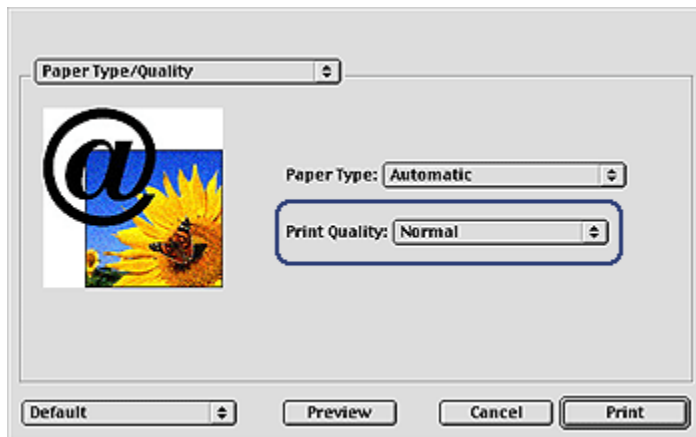 Paper Type/Quality
@
Paper Type: Automatic
Print Quality: Normal
Default
Preview
Cancel
Print